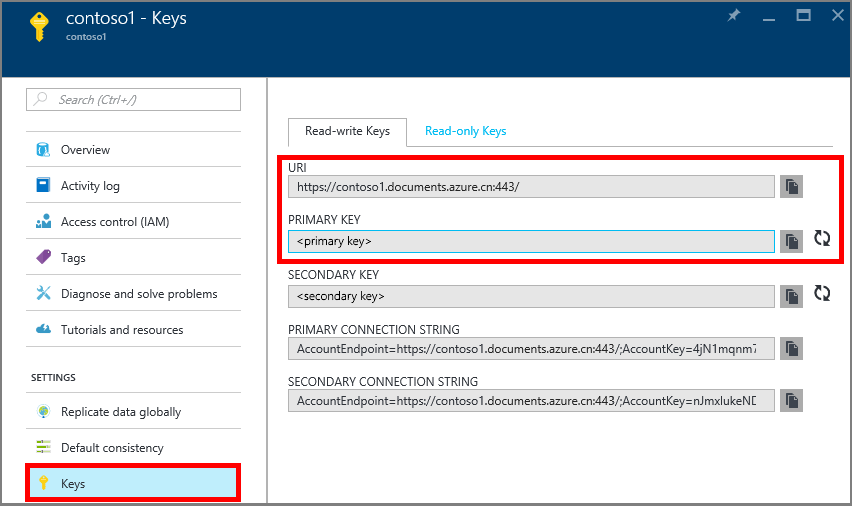 contoso1 - Keys
contoso1
Search (Ctrl+/)
Overview
Activity log
Access control (IAM)
Tags
Diagnose and solve problems
Tutorials and resources
SETTINGS
Replicate data globally
Default consistency
Keys
Read-write Keys
Read-only Keys
URI
https://contoso1.documents.azure.cn:443/
PRIMARY KEY
<primary key>
SECONDARY KEY
<secondary key>
PRIMARY CONNECTION STRING
AccountEndpoint=https://contoso1.documents.azure.cn:443/;AccountKey=4jN1mqnm7
SECONDARY CONNECTION STRING
AccountEndpoint=https://contoso1.documents.azure.cn:443/;AccountKey=nJmxlukeND